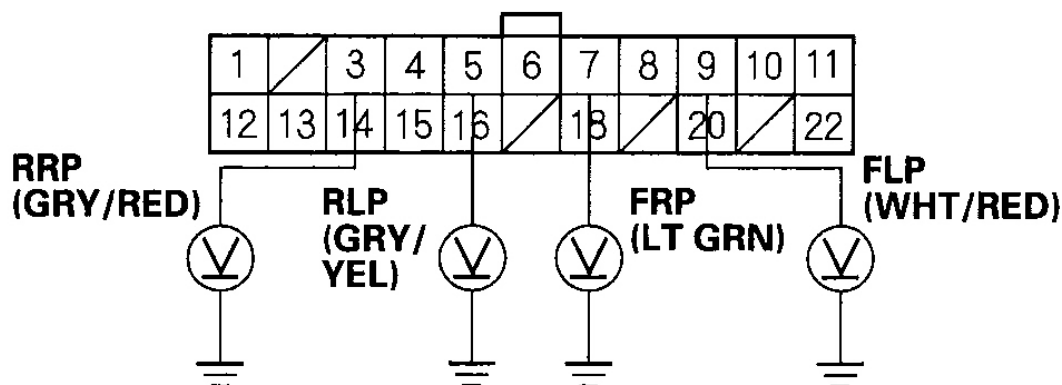 1 3 4 5 6 7 8 9 10 11
12 13 14 15 16 18 20 22
RRP
(GRY/RED)
RLP
(GRY/
YEL)
FRP
(LT GRN)
FLP
(WHT/RED)
V V V V